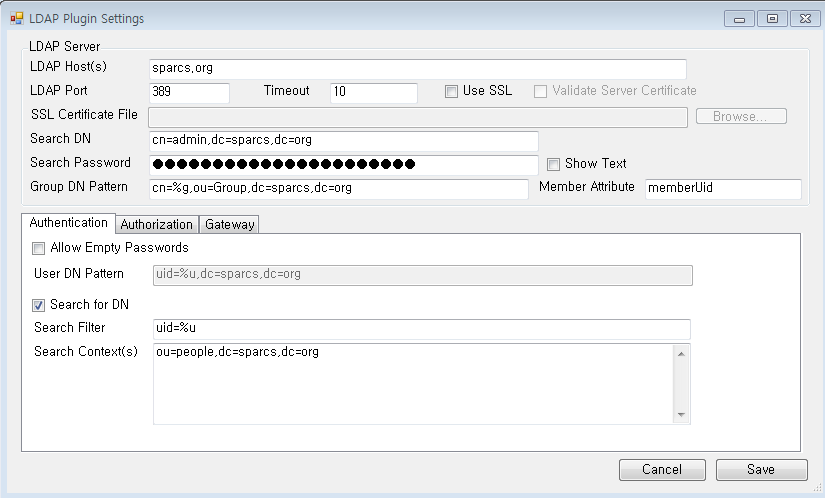 LDAP Plugin Settings
LDAP Server
LDAP Host(s) sparcs.org
LDAP Port 389 Timeout 10 Use SSL Validate Server Certificate
SSL Certificate File Browse...
Search DN cn=admin,dc=sparcs,dc=org
Search Password ●●●●●●●●●●●●●●●●●●●●●● Show Text
Group DN Pattern cn=%g,ou=Group,dc=sparcs,dc=org Member Attribute memberUid
Authentication Authorization Gateway
Allow Empty Passwords
User DN Pattern uid=%u,dc=sparcs,dc=org
Search for DN
Search Filter uid=%u
Search Context(s) ou=people,dc=sparcs,dc=org
Cancel Save